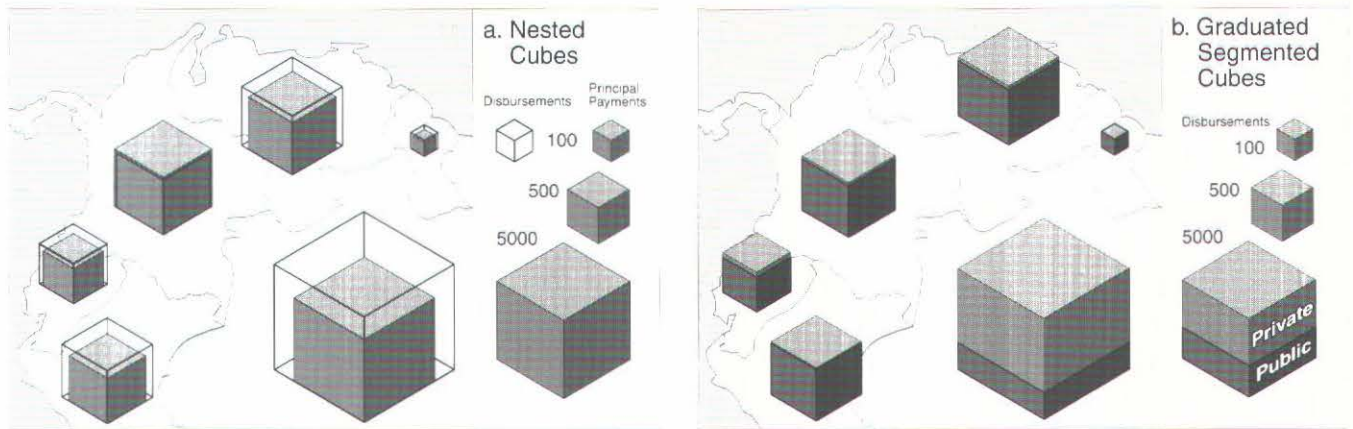 a. Nested
Cubes
Disbursements
Principal
Payments
100
500
5000
b. Graduated
Segmented
Cubes
Disbursements
100
500
5000
Private
Public